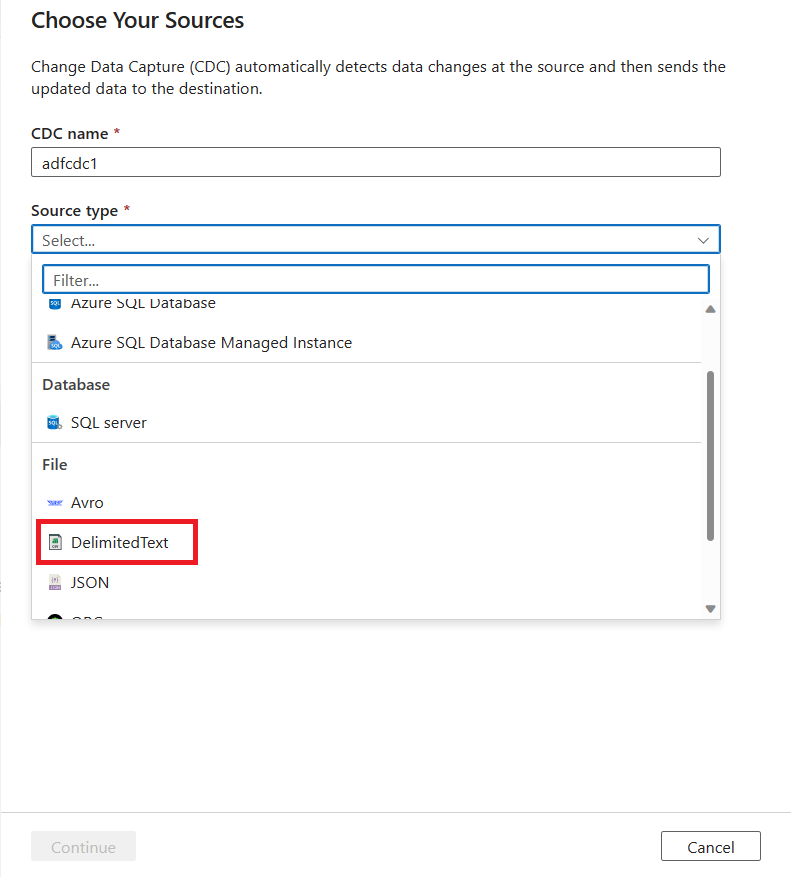 Choose Your Sources
Change Data Capture (CDC) automatically detects data changes at the source and then sends the
updated data to the destination.
CDC name *
adfcdc1
Source type *
Select...
Filter...
Azure SQL Database
Azure SQL Database Managed Instance
Database
SQL server
File
Avro
DelimitedText
JSON
Continue
Cancel